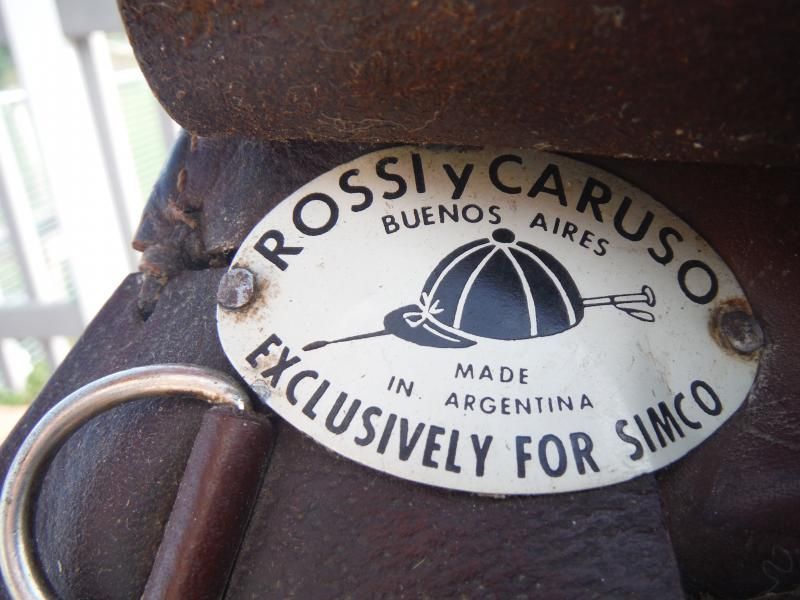 ROSSI y CARUSO
BUENOS AIRES
MADE
IN ARGENTINA
EXCLUSIVELY FOR SIMCO